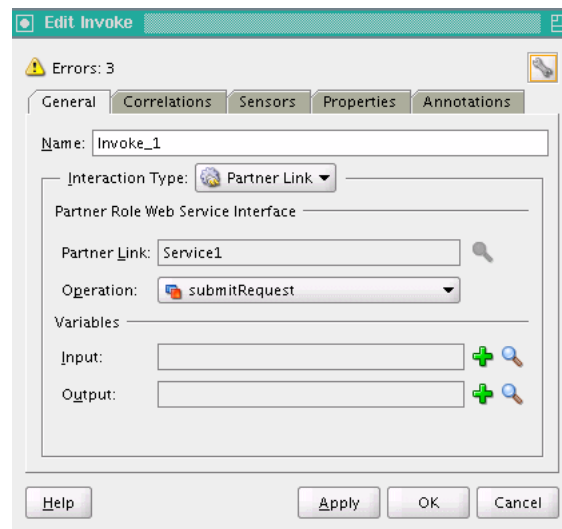 Edit Invoke
Errors: 3
General Correlations Sensors Properties Annotations
Name: Invoke_1
Interaction Type: Partner Link
Partner Role Web Service Interface
Partner Link: Service1
Operation: submitRequest
Variables
Input:
Output:
Help Apply OK Cancel